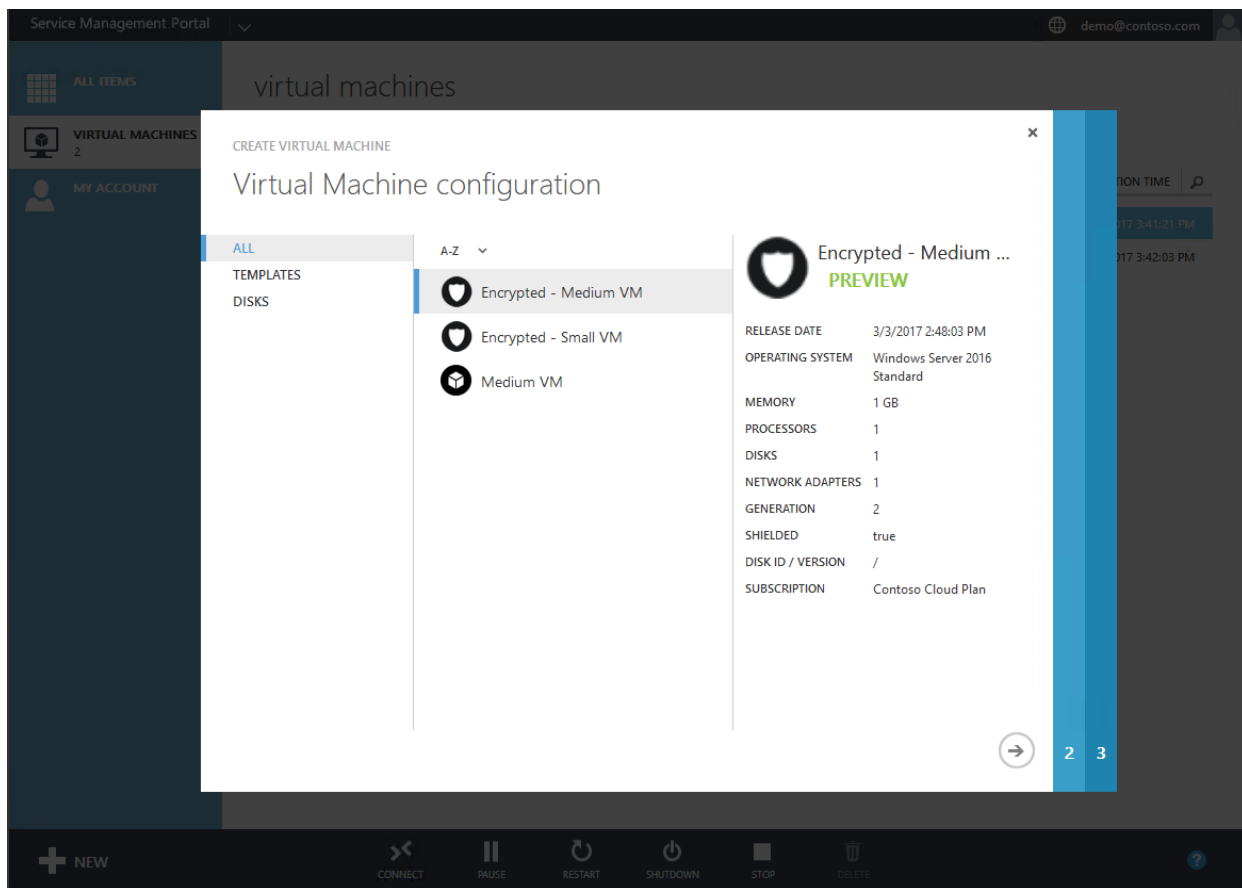 Service Management Portal
demo@contoso.com
ALL ITEMS
virtual machines
VIRTUAL MACHINES
2
MY ACCOUNT
TION TIME
017 3:41:21 PM
017 3:42:03 PM
CREATE VIRTUAL MACHINE
Virtual Machine configuration
ALL
TEMPLATES
DISKS
A-Z
Encrypted - Medium VM
Encrypted - Small VM
Medium VM
Encrypted - Medium ...
PREVIEW
RELEASE DATE 3/3/2017 2:48:03 PM
OPERATING SYSTEM Windows Server 2016
Standard
MEMORY 1 GB
PROCESSORS 1
DISKS 1
NETWORK ADAPTERS 1
GENERATION 2
SHIELDED true
DISK ID / VERSION /
SUBSCRIPTION Contoso Cloud Plan
2 3
NEW
CONNECT
PAUSE
RESTART
SHUTDOWN
STOP
DELETE
?